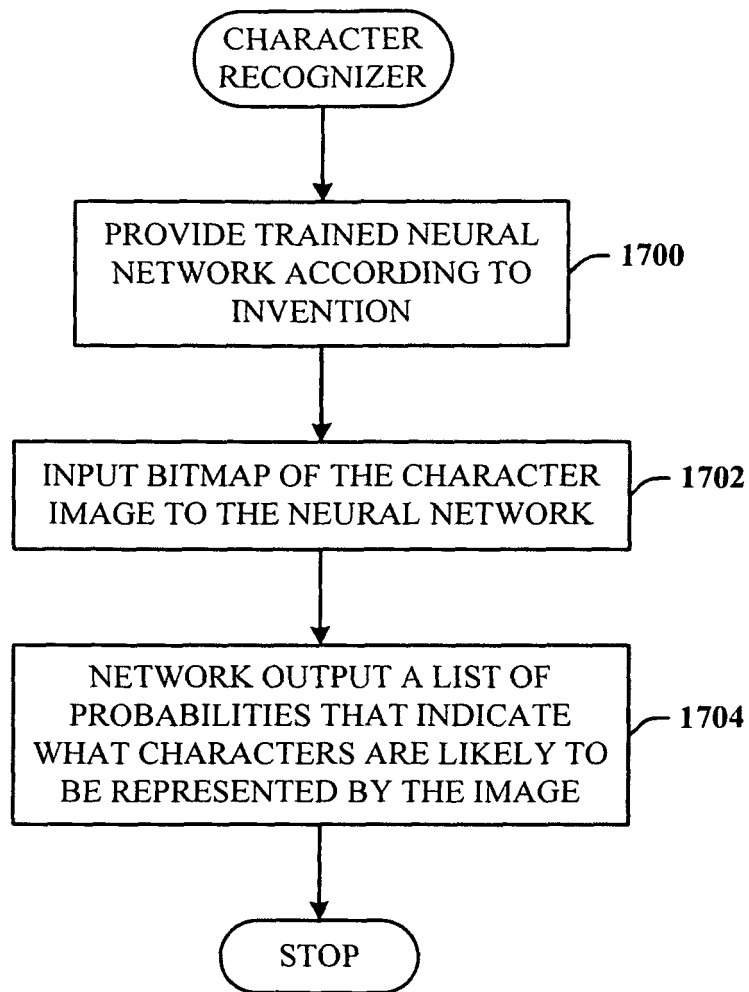 CHARACTER
RECOGNIZER
PROVIDE TRAINED NEURAL
NETWORK ACCORDING TO
INVENTION
1700
INPUT BITMAP OF THE CHARACTER
IMAGE TO THE NEURAL NETWORK
1702
NETWORK OUTPUT A LIST OF
PROBABILITIES THAT INDICATE
WHAT CHARACTERS ARE LIKELY TO
BE REPRESENTED BY THE IMAGE
1704
STOP